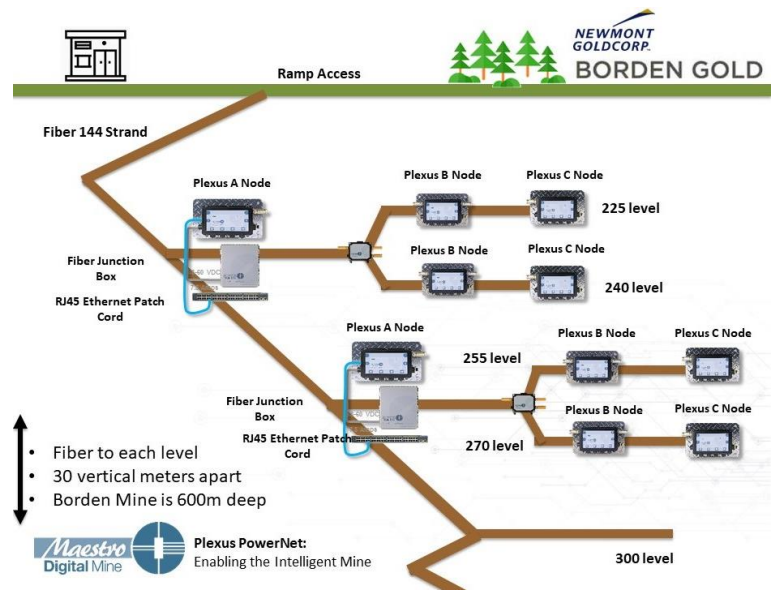 NEWMONT
GOLDCORP
BORDEN GOLD
Ramp Access
Fiber 144 Strand
Plexus A Node
Plexus B Node
Plexus C Node
225 level
Fiber Junction
Box
Plexus B Node
Plexus C Node
240 level
RJ45 Ethernet Patch
Cord
Plexus A Node
255 level
Plexus B Node
Plexus C Node
Fiber Junction
Box
RJ45 Ethernet Patch
Cord
270 level
Plexus B Node
Plexus C Node
• Fiber to each level
• 30 vertical meters apart
• Borden Mine is 600m deep
Maestro
Digital Mine
Plexus PowerNet:
Enabling the Intelligent Mine
300 level